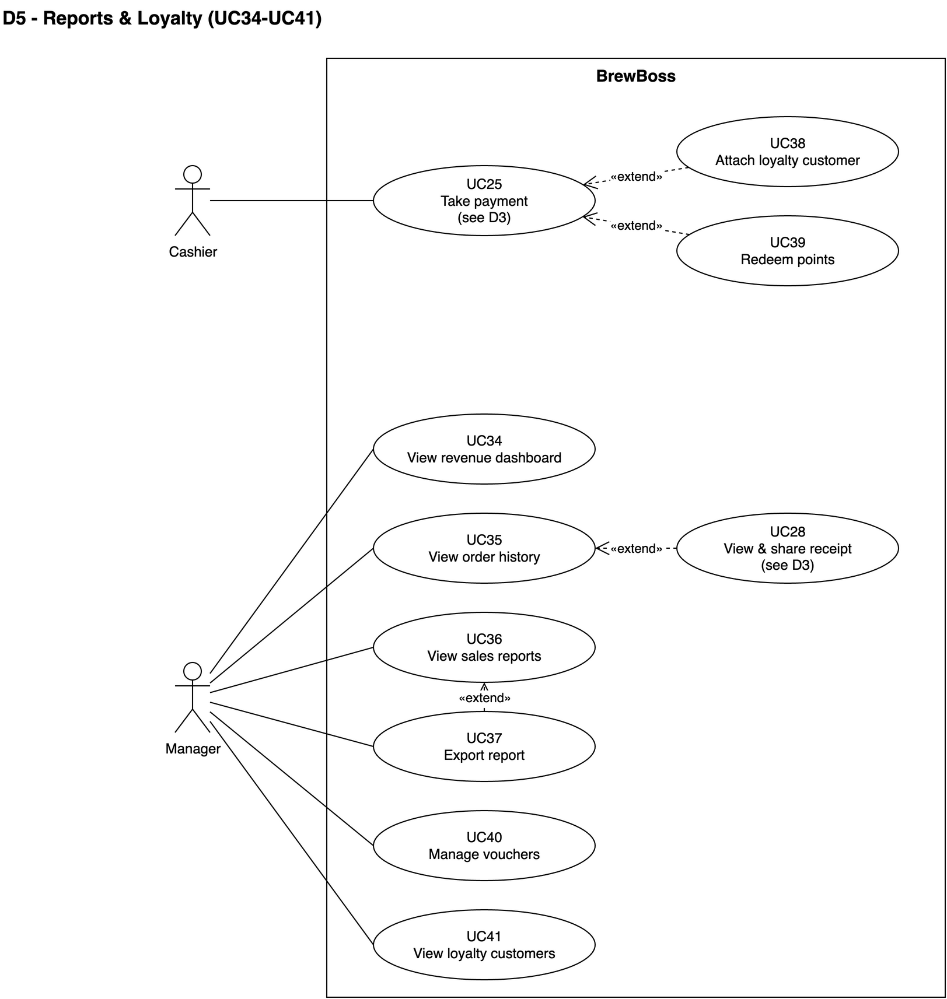 D5 - Reports & Loyalty (UC34-UC41)
BrewBoss
UC38
Attach loyalty customer
«extend»
UC25
Take payment
(see D3)
«extend»
UC39
Redeem points
Cashier
UC34
View revenue dashboard
UC35
View order history
«extend»
UC28
View & share receipt
(see D3)
UC36
View sales reports
«extend»
UC37
Export report
Manager
UC40
Manage vouchers
UC41
View loyalty customers